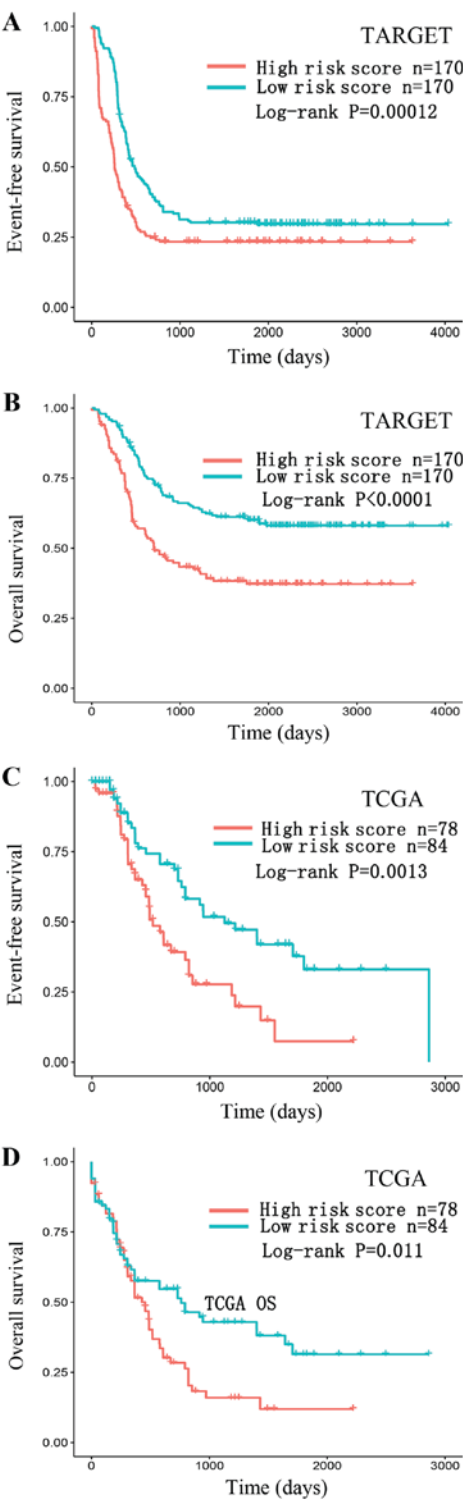 A
TARGET
High risk score n=170
Low risk score n=170
Log-rank P=0.00012
Event-free survival
1.00
0.75
0.50
0.25
0.00
0 1000 2000 3000 4000
Time (days)
B
TARGET
High risk score n=170
Low risk score n=170
Log-rank P<0.0001
Overall survival
1.00
0.75
0.50
0.25
0.00
0 1000 2000 3000 4000
Time (days)
C
TCGA
High risk score n=78
Low risk score n=84
Log-rank P=0.0013
Event-free survival
1.00
0.75
0.50
0.25
0.00
0 1000 2000 3000
Time (days)
D
TCGA
High risk score n=78
Low risk score n=84
Log-rank P=0.011
TCGA OS
Overall survival
1.00
0.75
0.50
0.25
0.00
0 1000 2000 3000
Time (days)